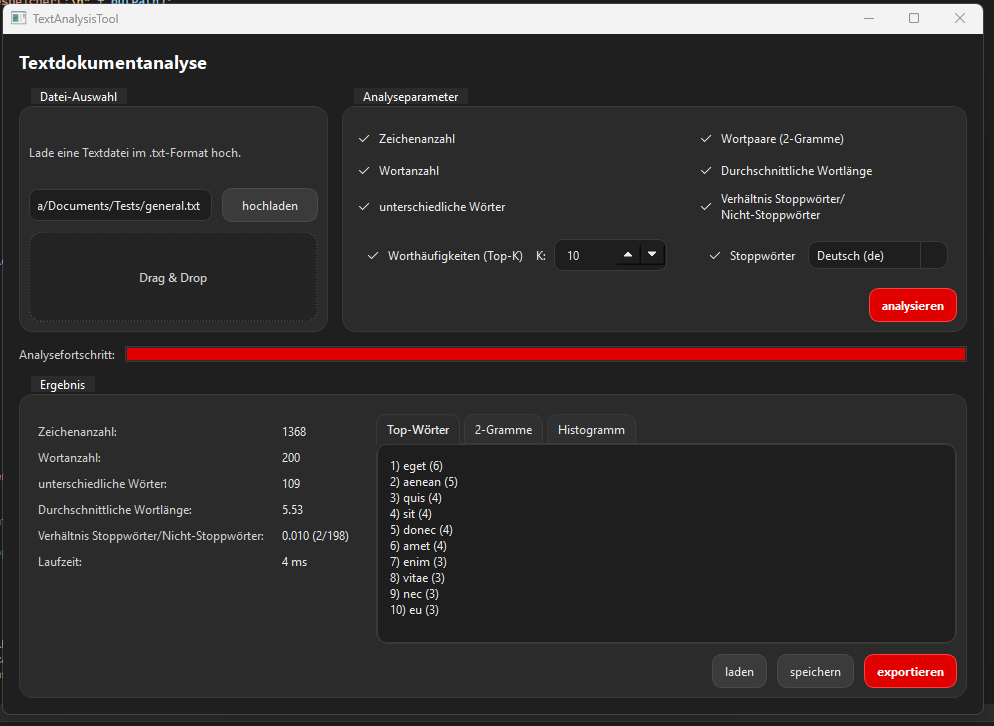 TextAnalysisTool
Textdokumentanalyse
Datei-Auswahl
Lade eine Textdatei im .txt-Format hoch.
a/Documents/Tests/general.txt
hochladen
Drag & Drop
Analyseparameter
Zeichenanzahl
Wortpaare (2-Gramme)
Wortanzahl
Durchschnittliche Wortlänge
unterschiedliche Wörter
Verhältnis Stoppwörter/
Nicht-Stoppwörter
Worthäufigkeiten (Top-K) K: 10
Stoppwörter Deutsch (de)
analysieren
Analysefortschritt:
Ergebnis
Zeichenanzahl: 1368
Wortanzahl: 200
unterschiedliche Wörter: 109
Durchschnittliche Wortlänge: 5.53
Verhältnis Stoppwörter/Nicht-Stoppwörter: 0.010 (2/198)
Laufzeit: 4 ms
Top-Wörter 2-Gramme Histogramm
1) eget (6)
2) aenean (5)
3) quis (4)
4) sit (4)
5) donec (4)
6) amet (4)
7) enim (3)
8) vitae (3)
9) nec (3)
10) eu (3)
laden speichern exportieren